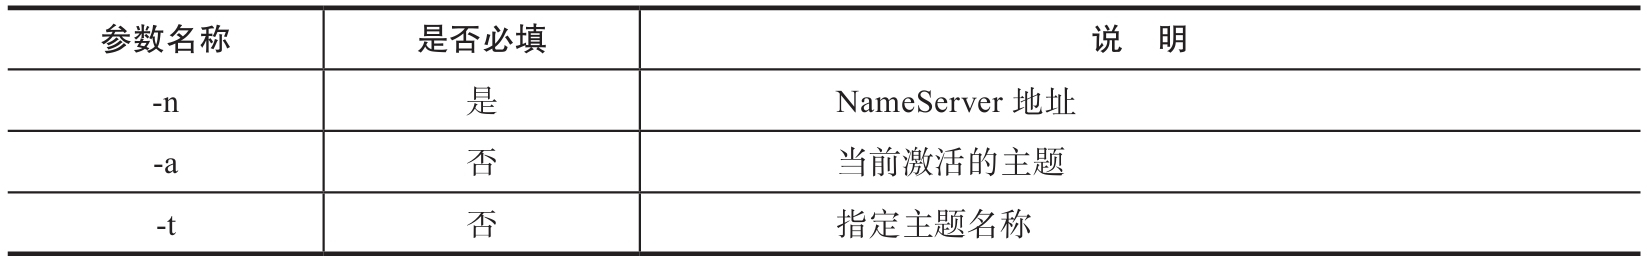 参数名称 是否必填 说 明
-n 是 NameServer 地址
-a 否 当前激活的主题
-t 否 指定主题名称